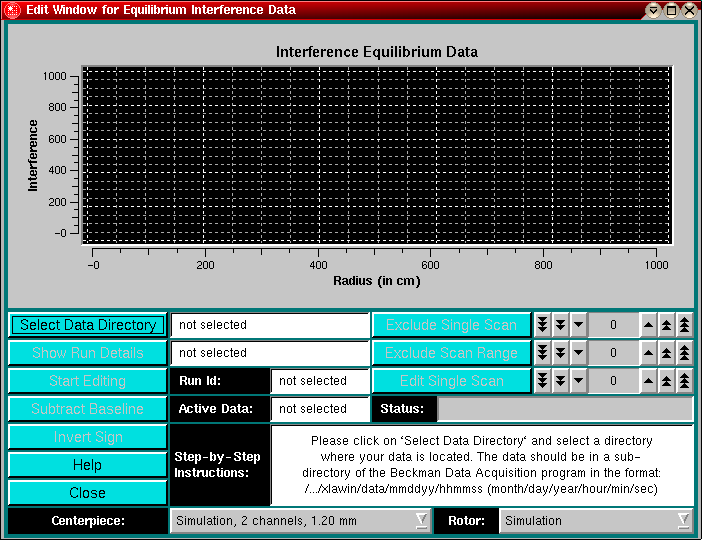 Edit Window for Equilibrium Interference Data
Interference Equilibrium Data
Interference
1000
800
600
400
200
-0
-0 200 400 600 800 1000
Radius (in cm)
Select Data Directory not selected Exclude Single Scan 0
Show Run Details not selected Exclude Scan Range 0
Start Editing Run Id: not selected Edit Single Scan 0
Subtract Baseline Active Data: not selected Status:
Invert Sign
Help
Close
Step-by-Step
Instructions:
Please click on 'Select Data Directory' and select a directory
where your data is located. The data should be in a sub-
directory of the Beckman Data Acquisition program in the format:
/.../xlawin/data/mmddyy/hhmmss (month/day/year/hour/min/sec)
Centerpiece: Simulation, 2 channels, 1.20 mm Rotor: Simulation